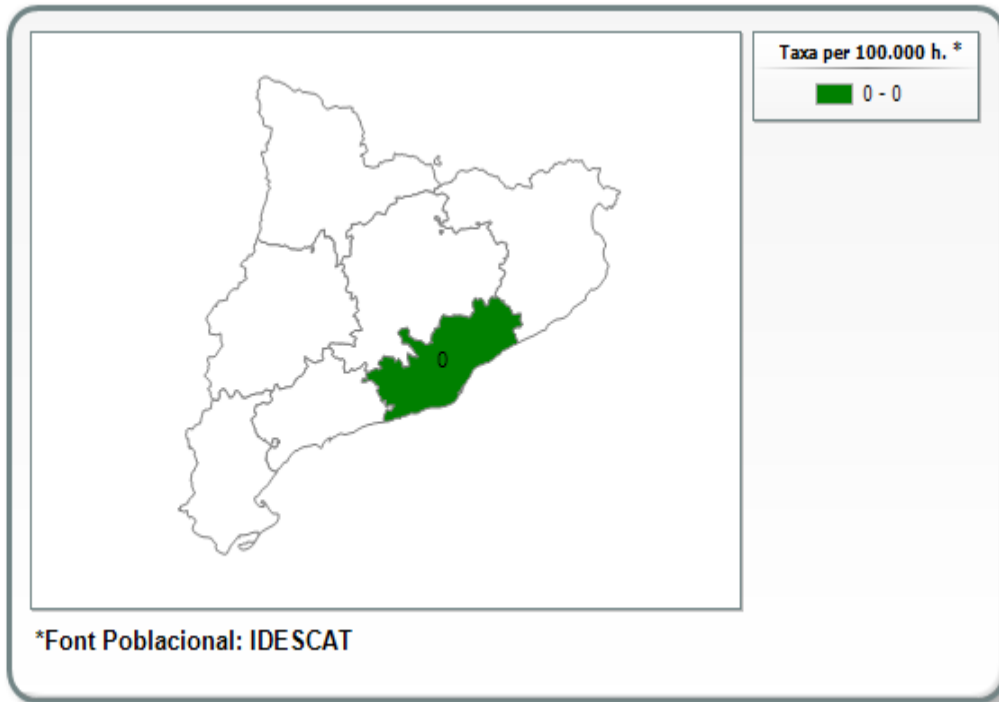 Taxa per 100.000 h. *
0 - 0
0
*Font Poblacional: IDESCAT